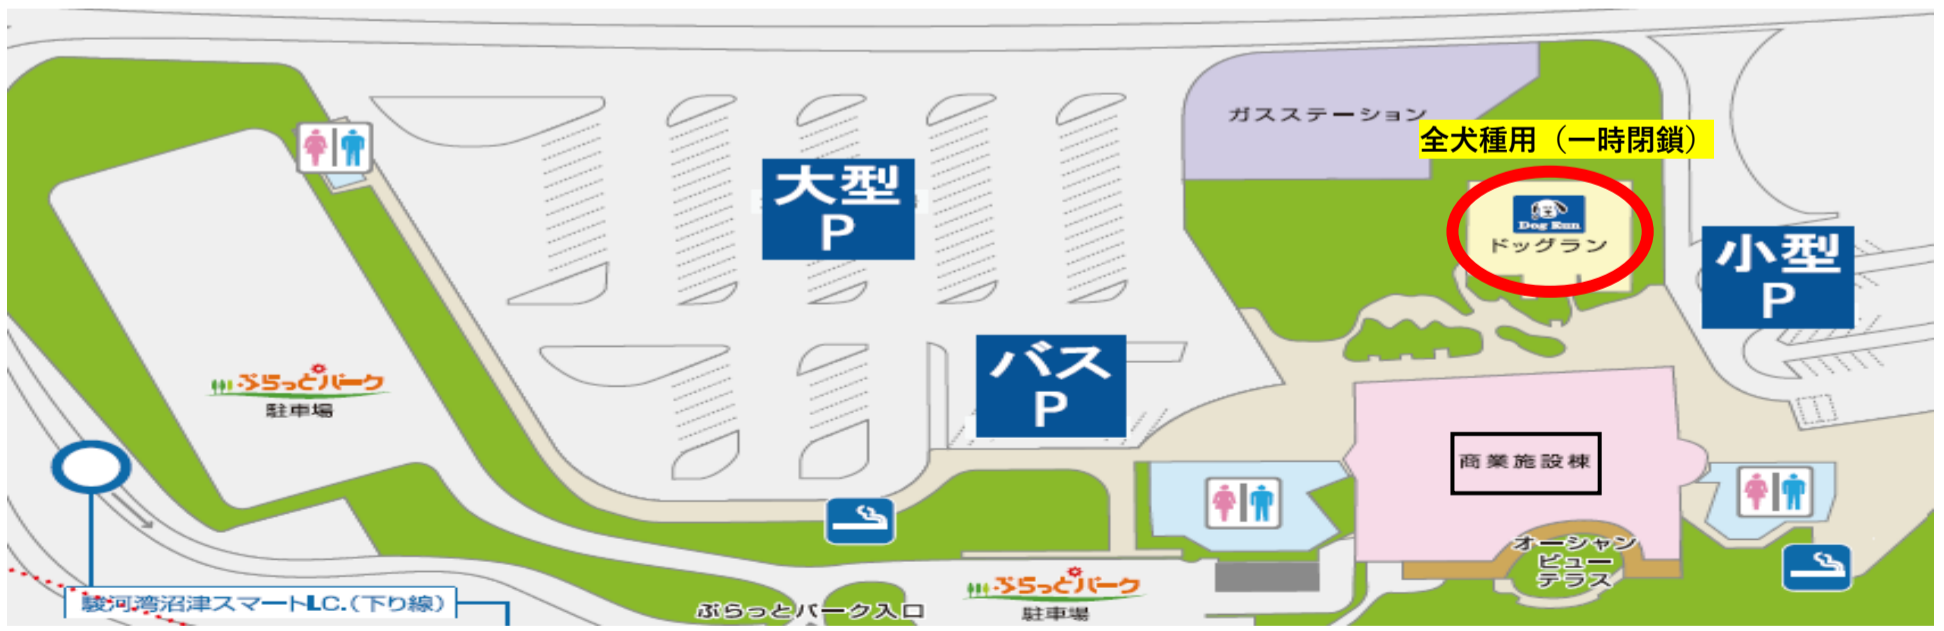 ガスステーション
全犬種用（一時閉鎖）
大型
P
Dog Run
ドッグラン
小型
P
バス
P
ぷらっとパーク
駐車場
商業施設棟
オーシャン
ビュー
テラス
駿河湾沼津スマートI.C.（下り線）
ぷらっとパーク入口
ぷらっとパーク
駐車場